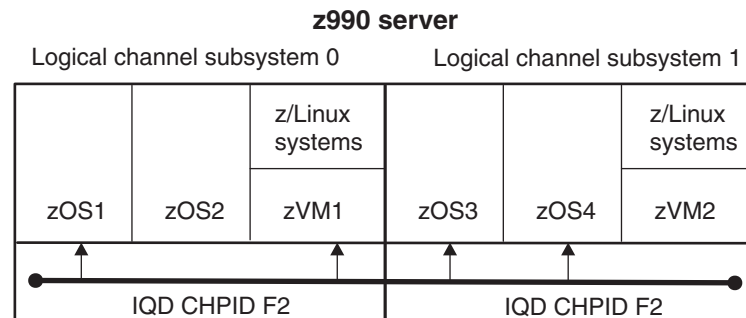 z990 server
Logical channel subsystem 0 Logical channel subsystem 1
z/Linux systems z/Linux systems
zOS1 zOS2 zVM1 zOS3 zOS4 zVM2
IQD CHPID F2 IQD CHPID F2